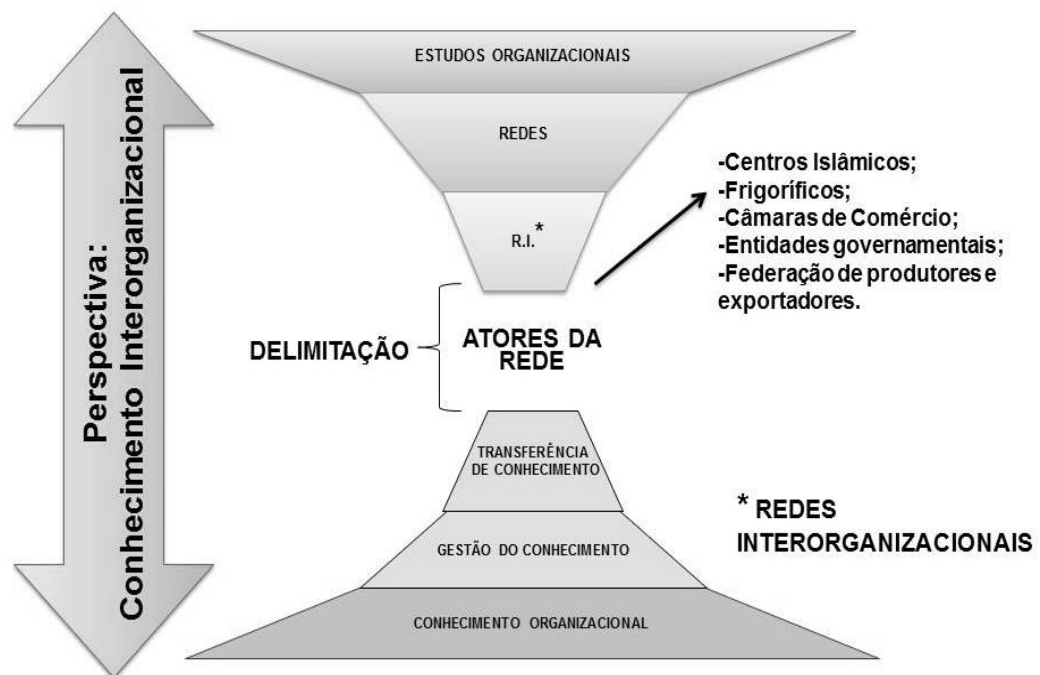 Perspectiva:
Conhecimento Interorganizacional
ESTUDOS ORGANIZACIONAIS
REDES
R.I.*
-Centros Islâmicos;
-Frigoríficos;
-Câmaras de Comércio;
-Entidades governamentais;
-Federação de produtores e
exportadores.
DELIMITAÇÃO
ATORES DA
REDE
TRANSFERÊNCIA
DE CONHECIMENTO
GESTÃO DO CONHECIMENTO
CONHECIMENTO ORGANIZACIONAL
* REDES
INTERORGANIZACIONAIS